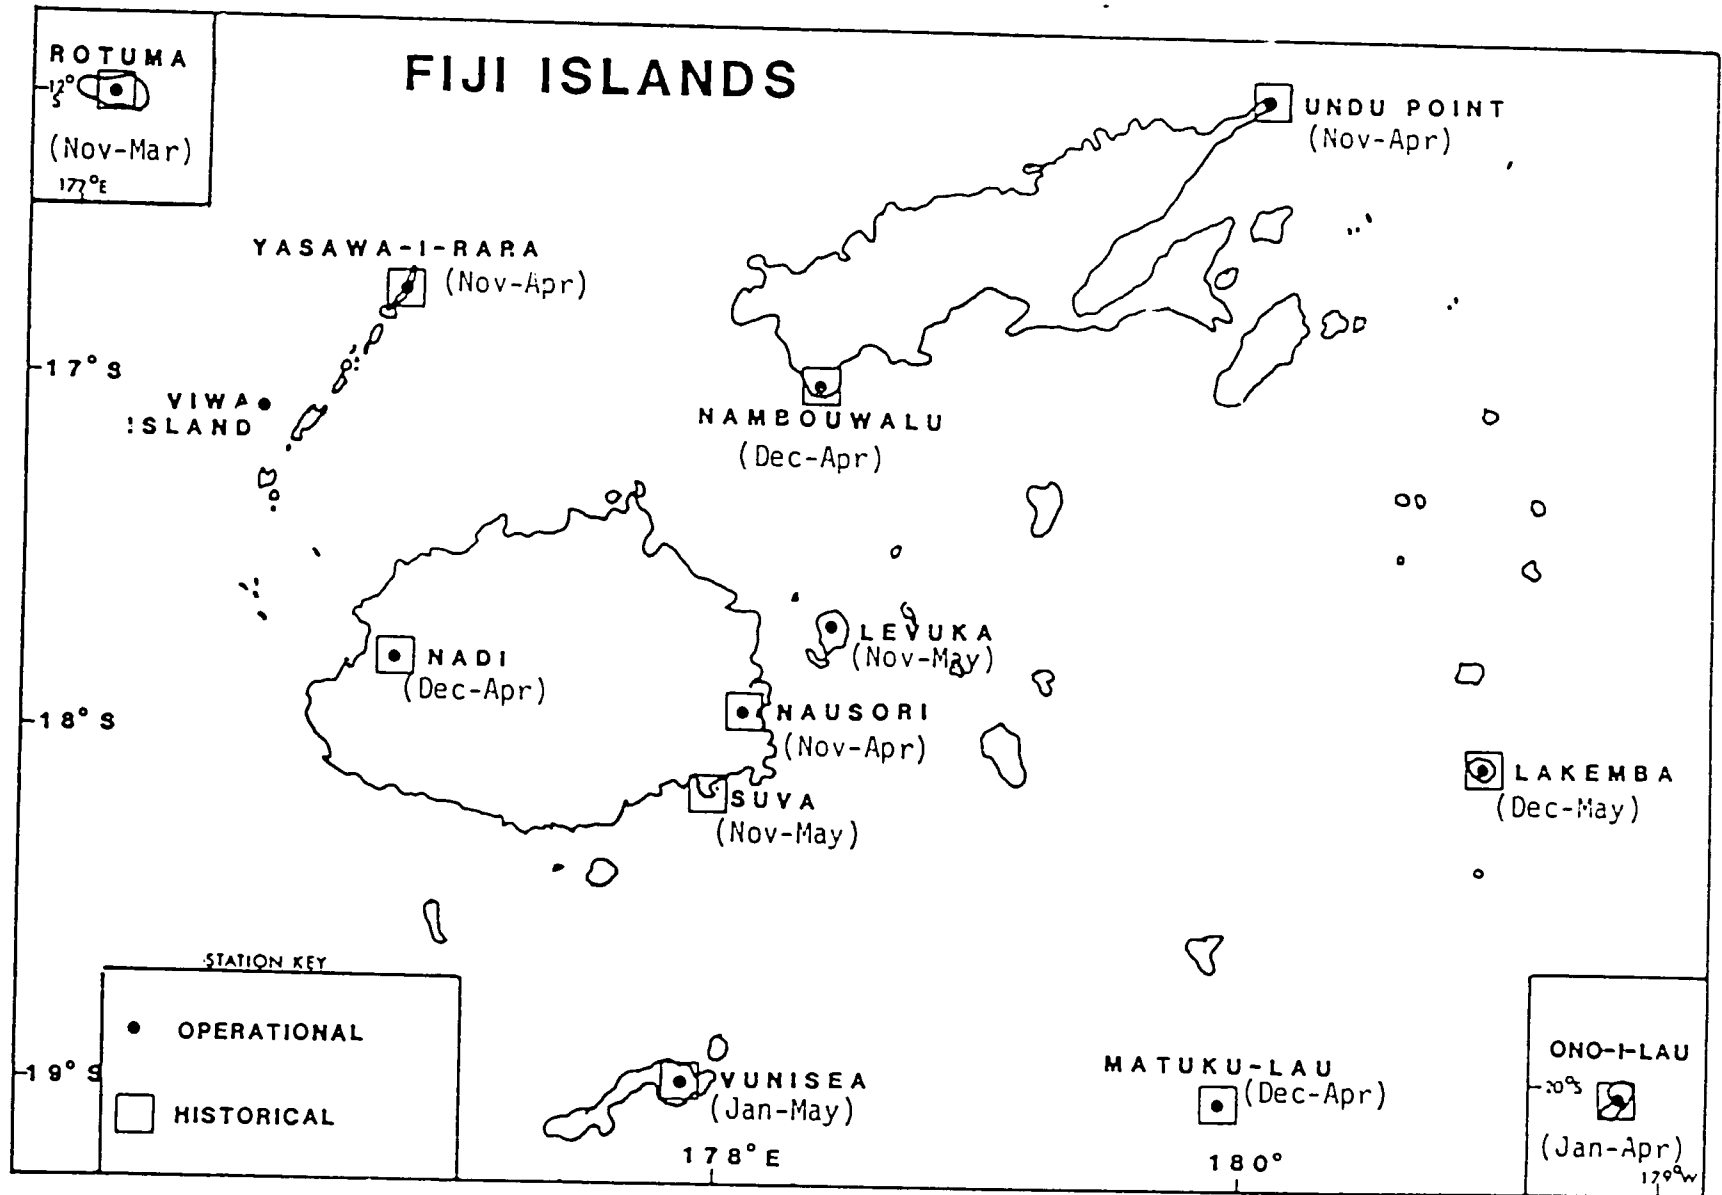 ROTUMA
12°
S
(Nov-Mar)
177°E
FIJI ISLANDS
UNDU POINT
(Nov-Apr)
YASAWA-I-RARA
(Nov-Apr)
17°S
VIWA
ISLAND
NAMBOUWALU
(Dec-Apr)
LEVUKA
(Nov-May)
NADI
(Dec-Apr)
18°S
NAUSORI
(Nov-Apr)
LAKEMBA
(Dec-May)
SUVA
(Nov-May)
STATION KEY
OPERATIONAL
HISTORICAL
19°S
VUNISEA
(Jan-May)
178°E
MATUKU-LAU
(Dec-Apr)
180°
ONO-I-LAU
20°S
(Jan-Apr)
179°W